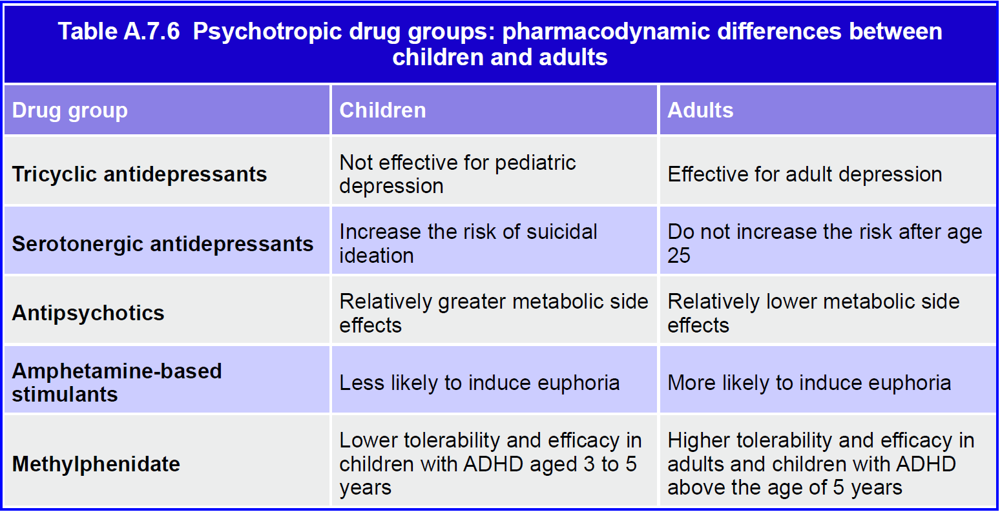 Table A.7.6 Psychotropic drug groups: pharmacodynamic differences between
children and adults
Drug group
Children
Adults
Tricyclic antidepressants
Not effective for pediatric
depression
Effective for adult depression
Serotonergic antidepressants
Increase the risk of suicidal
ideation
Do not increase the risk after age
25
Antipsychotics
Relatively greater metabolic side
effects
Relatively lower metabolic side
effects
Amphetamine-based
stimulants
Less likely to induce euphoria
More likely to induce euphoria
Methylphenidate
Lower tolerability and efficacy in
children with ADHD aged 3 to 5
years
Higher tolerability and efficacy in
adults and children with ADHD
above the age of 5 years